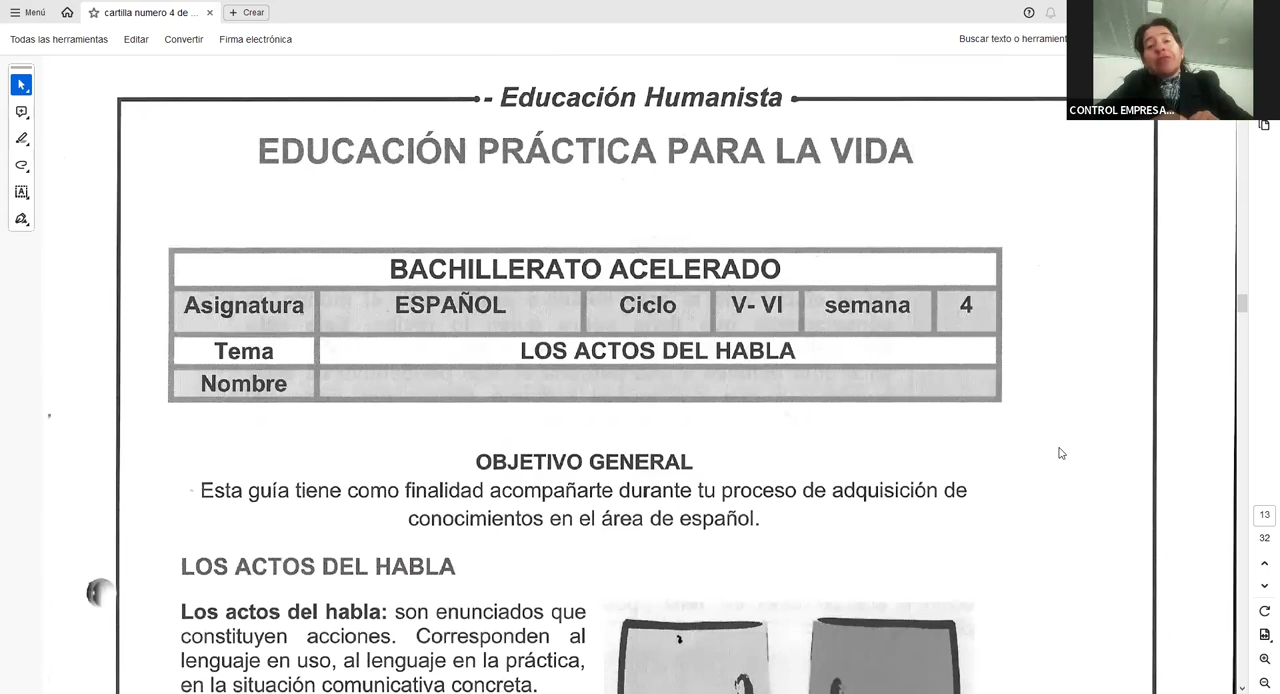 Menú
cartilla numero 4 de ...
Crear
Todas las herramientas
Editar
Convertir
Firma electrónica
Buscar texto o herramient
CONTROL EMPRESA...
- Educación Humanista
EDUCACIÓN PRÁCTICA PARA LA VIDA
BACHILLERATO ACELERADO
Asignatura ESPAÑOL Ciclo V- VI semana 4
Tema LOS ACTOS DEL HABLA
Nombre
OBJETIVO GENERAL
Esta guía tiene como finalidad acompañarte durante tu proceso de adquisición de
conocimientos en el área de español.
LOS ACTOS DEL HABLA
Los actos del habla: son enunciados que
constituyen acciones. Corresponden al
lenguaje en uso, al lenguaje en la práctica,
en la situación comunicativa concreta.
13
32